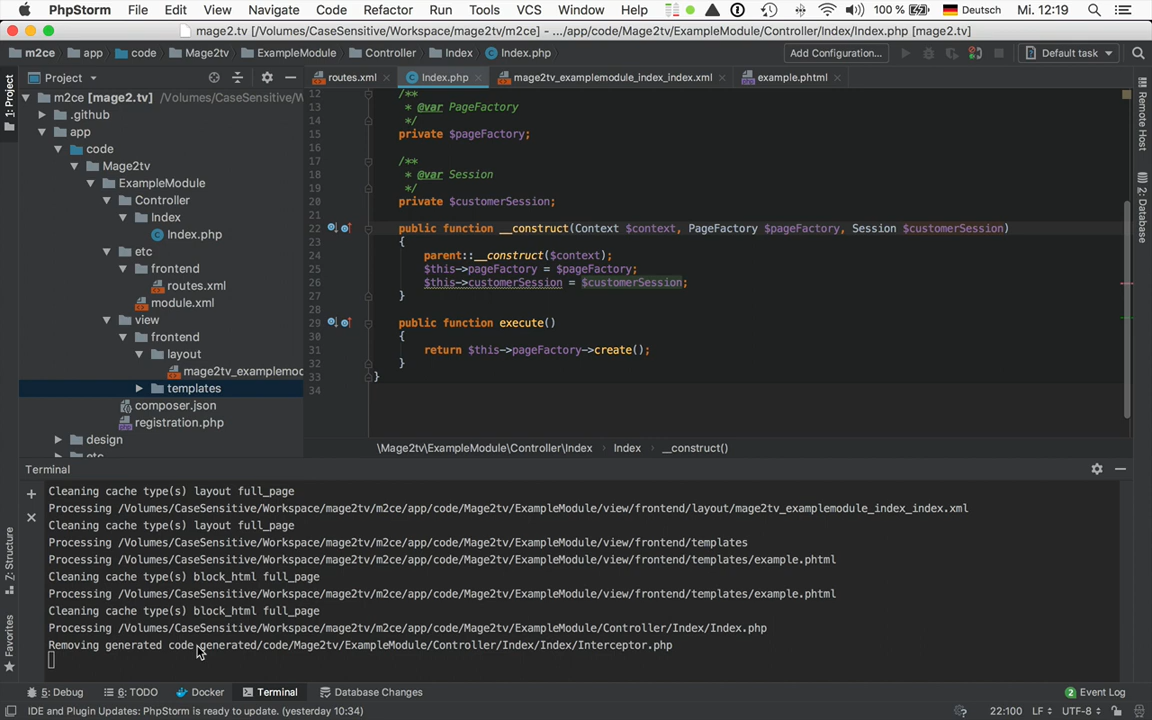 PhpStorm File Edit View Navigate Code Refactor Run Tools VCS Window Help 100 % Deutsch Mi. 12:19
mage2.tv [/Volumes/CaseSensitive/Workspace/mage2tv/m2ce] - .../app/code/Mage2tv/ExampleModule/Controller/Index/Index.php [mage2.tv]
m2ce app code Mage2tv ExampleModule Controller Index Index.php Add Configuration... Default task
Project routes.xml Index.php mage2tv_examplemodule_index_index.xml example.phtml
1: Project
Z: Structure
Favorites
Remote Host
2: Database
m2ce [mage2.tv] /Volumes/CaseSensitive/W
.github
app
code
Mage2tv
ExampleModule
Controller
Index
Index.php
etc
frontend
routes.xml
module.xml
view
frontend
layout
mage2tv_examplemod
templates
composer.json
registration.php
design
etc
12 /**
13 * @var PageFactory
14 */
15 private $pageFactory;
16
17 /**
18 * @var Session
19 */
20 private $customerSession;
21
22 public function __construct(Context $context, PageFactory $pageFactory, Session $customerSession)
23 {
24 parent::__construct($context);
25 $this->pageFactory = $pageFactory;
26 $this->customerSession = $customerSession;
27 }
28
29 public function execute()
30 {
31 return $this->pageFactory->create();
32 }
33 }
34
\Mage2tv\ExampleModule\Controller\Index Index __construct()
Terminal
Cleaning cache type(s) layout full_page
Processing /Volumes/CaseSensitive/Workspace/mage2tv/m2ce/app/code/Mage2tv/ExampleModule/view/frontend/layout/mage2tv_examplemodule_index_index.xml
Cleaning cache type(s) layout full_page
Processing /Volumes/CaseSensitive/Workspace/mage2tv/m2ce/app/code/Mage2tv/ExampleModule/view/frontend/templates
Processing /Volumes/CaseSensitive/Workspace/mage2tv/m2ce/app/code/Mage2tv/ExampleModule/view/frontend/templates/example.phtml
Cleaning cache type(s) block_html full_page
Processing /Volumes/CaseSensitive/Workspace/mage2tv/m2ce/app/code/Mage2tv/ExampleModule/view/frontend/templates/example.phtml
Cleaning cache type(s) block_html full_page
Processing /Volumes/CaseSensitive/Workspace/mage2tv/m2ce/app/code/Mage2tv/ExampleModule/Controller/Index/Index.php
Removing generated code generated/code/Mage2tv/ExampleModule/Controller/Index/Index/Interceptor.php
5: Debug 6: TODO Docker Terminal Database Changes 2 Event Log
IDE and Plugin Updates: PhpStorm is ready to update. (yesterday 10:34) 22:100 LF UTF-8